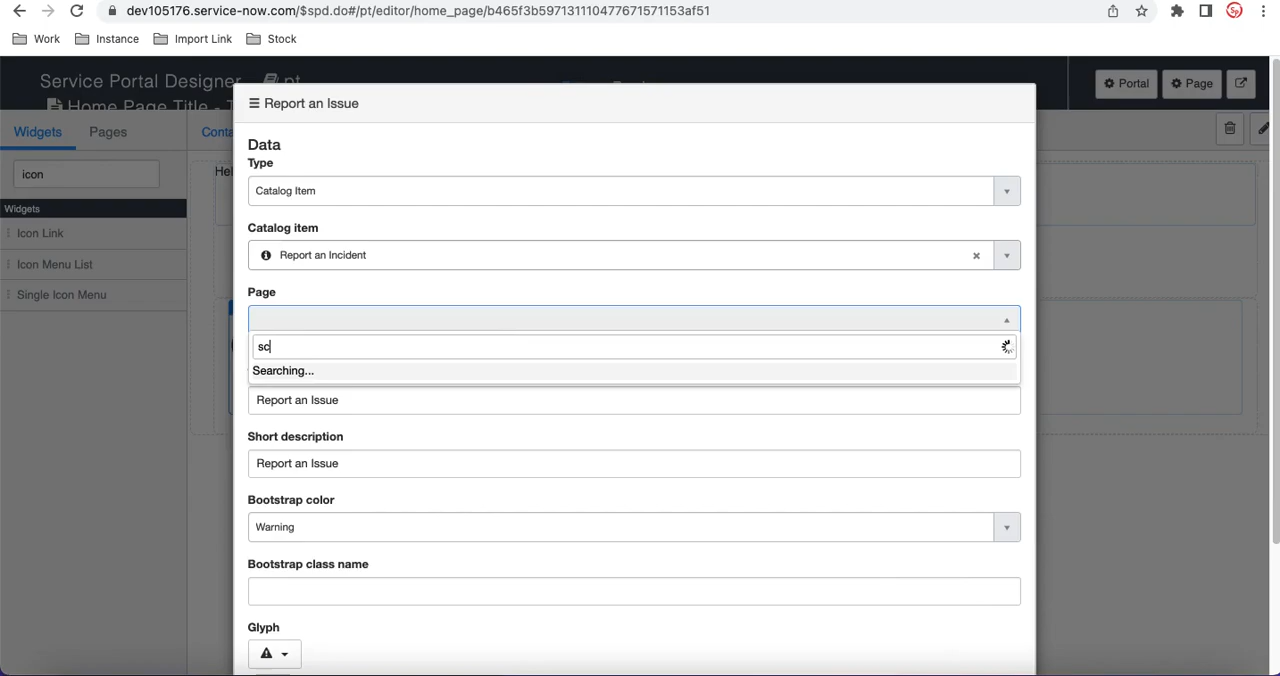 dev105176.service-now.com/$spd.do#/pt/editor/home_page/b465f3b597131110477671571153af51
Work Instance Import Link Stock
Service Portal Designer pt
Home Page Title - T
Portal Page
Report an Issue
Widgets Pages
Conta
Data
Type
icon
Catalog Item
Hel
Widgets
Catalog item
Icon Link
Report an Incident
Icon Menu List
Page
Single Icon Menu
sc
Searching...
Report an Issue
Short description
Report an Issue
Bootstrap color
Warning
Bootstrap class name
Glyph